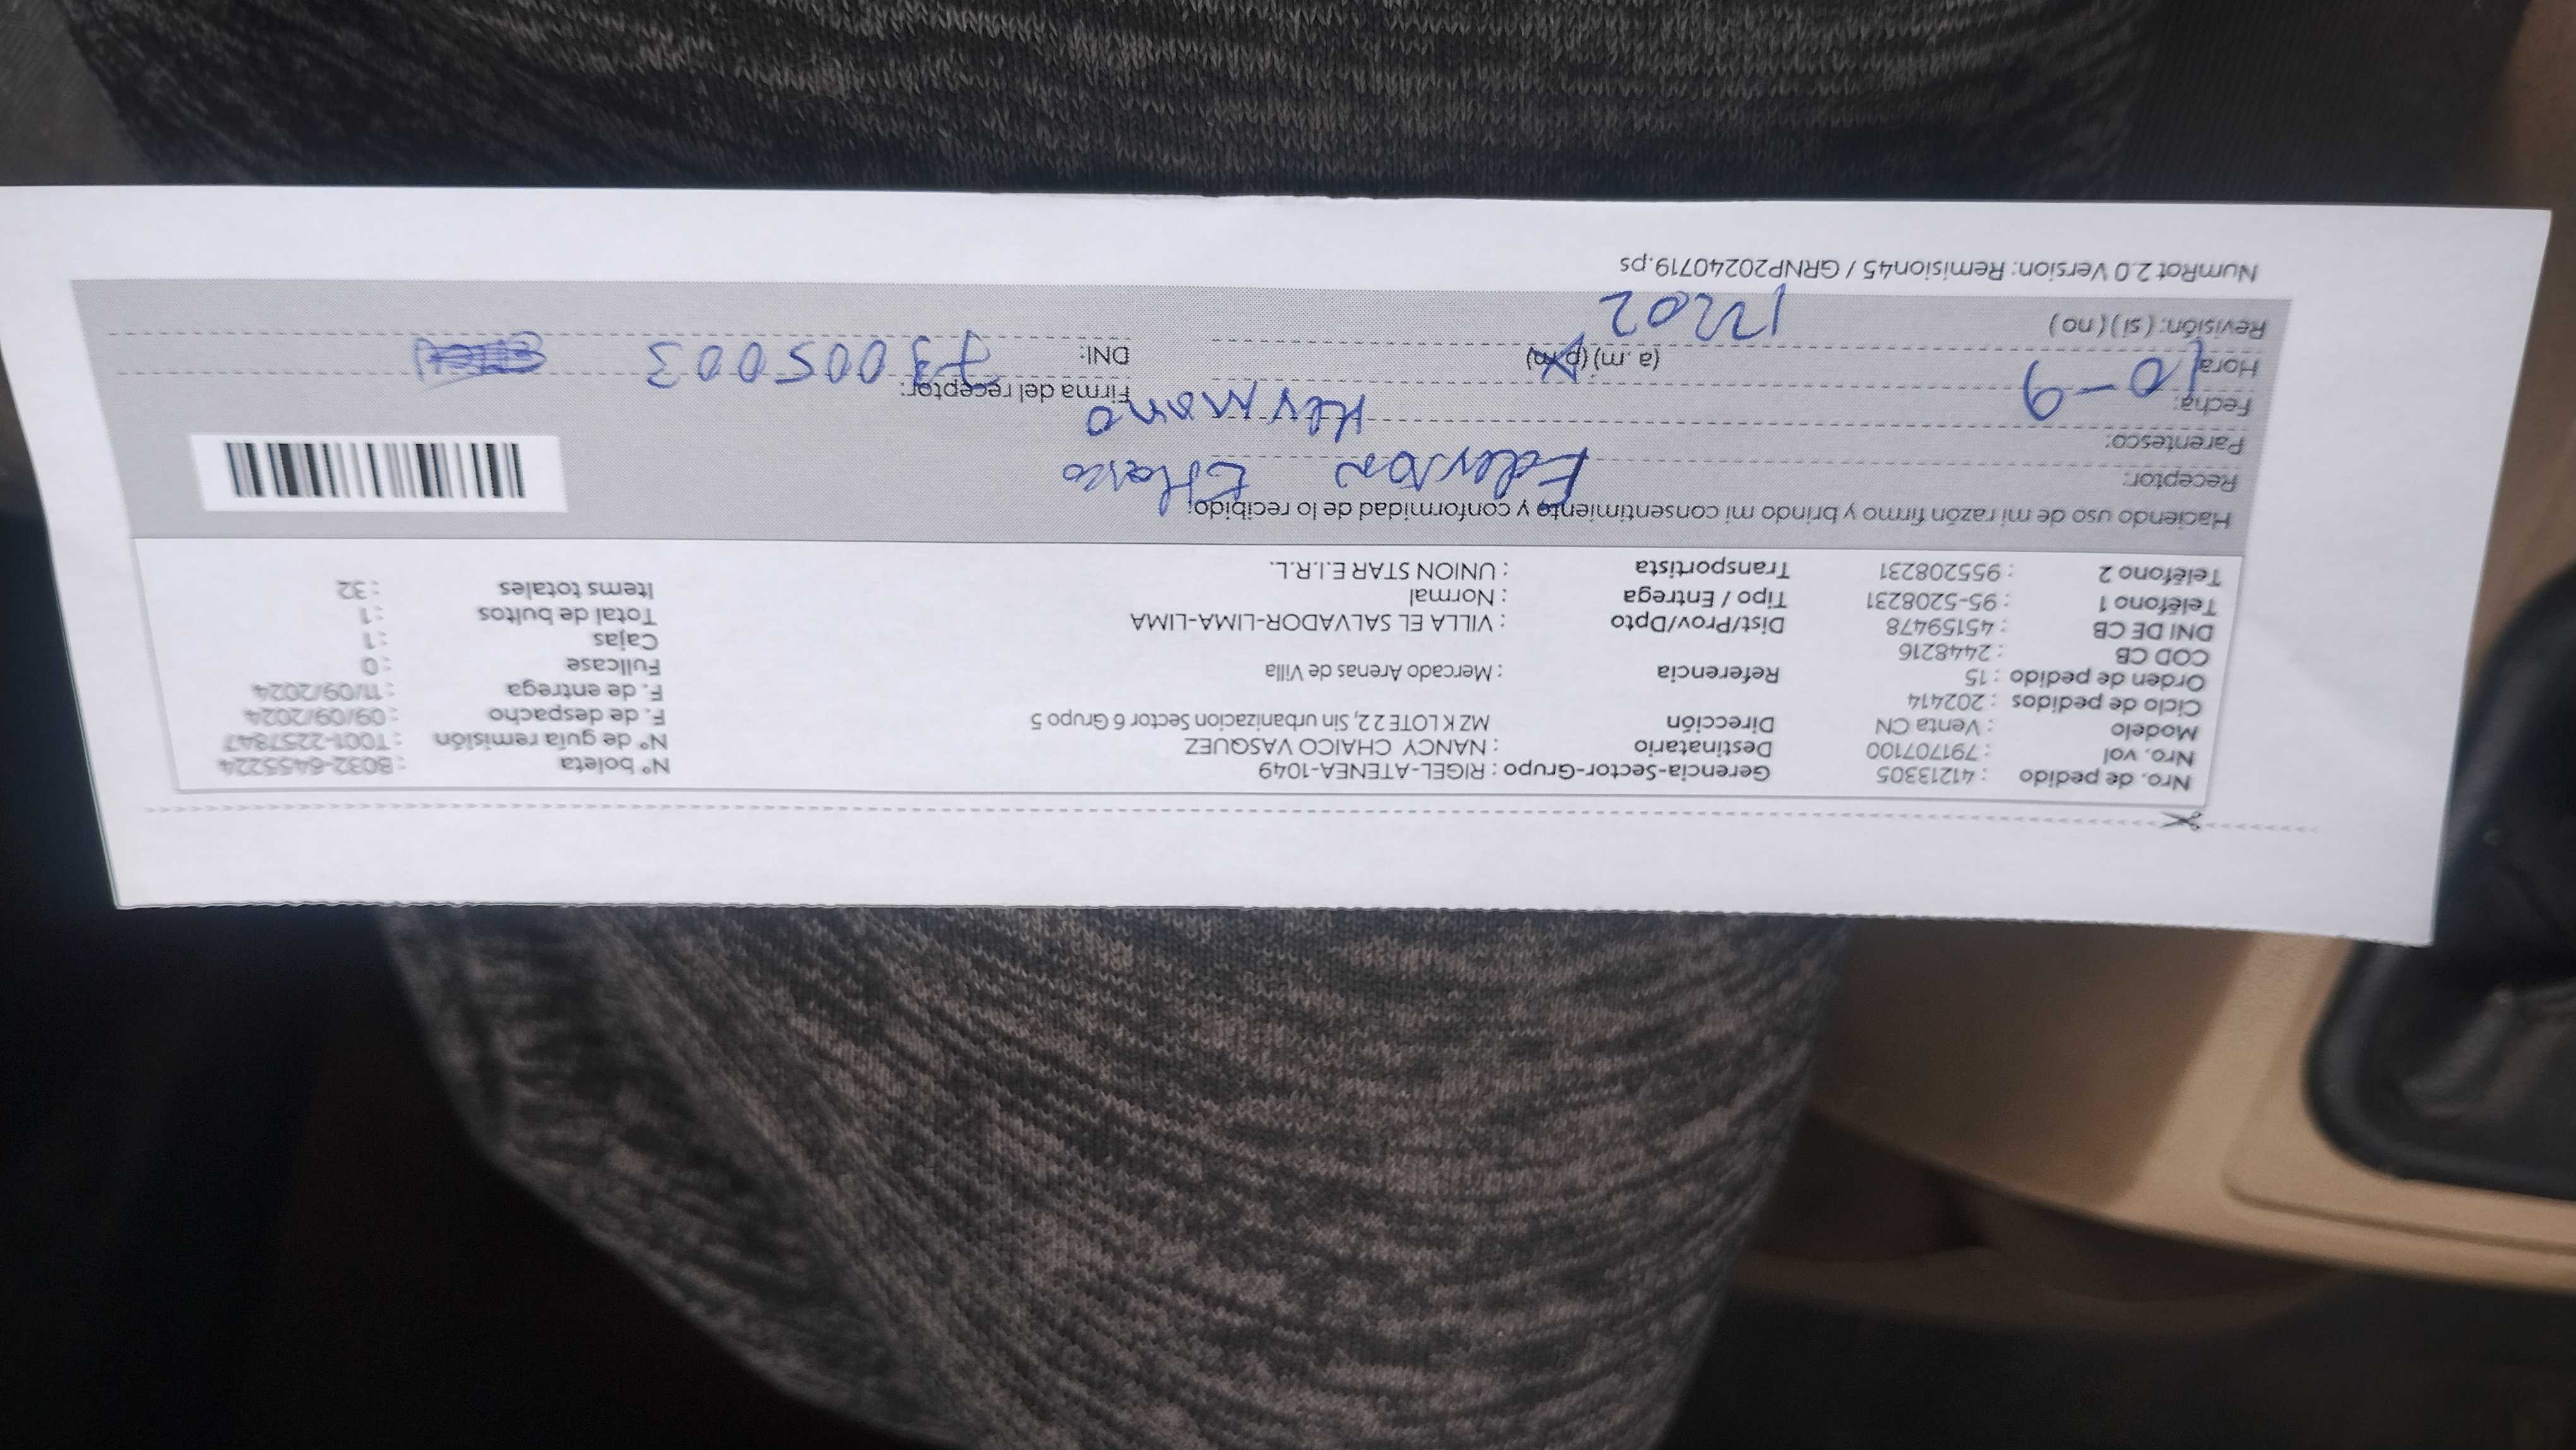 Nro. de pedido : 41213305 Gerencia-Sector-Grupo : RIGEL-ATENEA-1049 N° boleta : B032-6455224
Nro. vol : 791707100 Destinatario : NANCY CHAICO VASQUEZ N° de guía remisión : T001-2257847
Modelo : Venta CN Dirección MZ K LOTE 22, Sin urbanizacion Sector 6 Grupo 5 F. de despacho : 09/09/2024
Ciclo de pedidos : 202414 F. de entrega : 11/09/2024
Orden de pedido : 15 Referencia : Mercado Arenas de Villa Fullcase : 0
COD CB : 2448216 Cajas : 1
DNI DE CB : 45159478 Dist/Prov/Dpto : VILLA EL SALVADOR-LIMA-LIMA Total de bultos : 1
Teléfono 1 : 95-5208231 Tipo / Entrega : Normal Items totales : 32
Teléfono 2 : 955208231 Transportista : UNION STAR E.I.R.L.
Haciendo uso de mi razón firmo y brindo mi consentimiento y conformidad de lo recibido:
Receptor: Ederson
Parentesco: Hermano
Fecha: 10-9 Firma del receptor:
Hora: (a. m) (p. m) DNI: 73005003
Revisión: ( si ) ( no ) 1202
NumRot 2.0 Version: Remision45 / GRNP20240719.ps